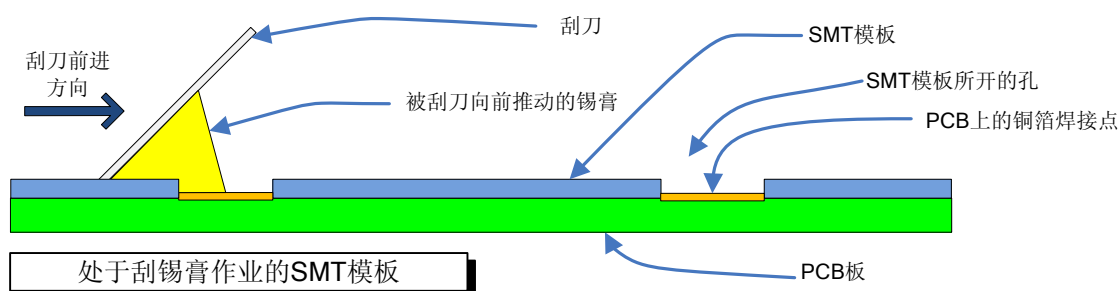 刮刀
SMT模板
刮刀前进
方向
SMT模板所开的孔
被刮刀向前推动的锡膏
PCB上的铜箔焊接点
处于刮锡膏作业的SMT模板
PCB板